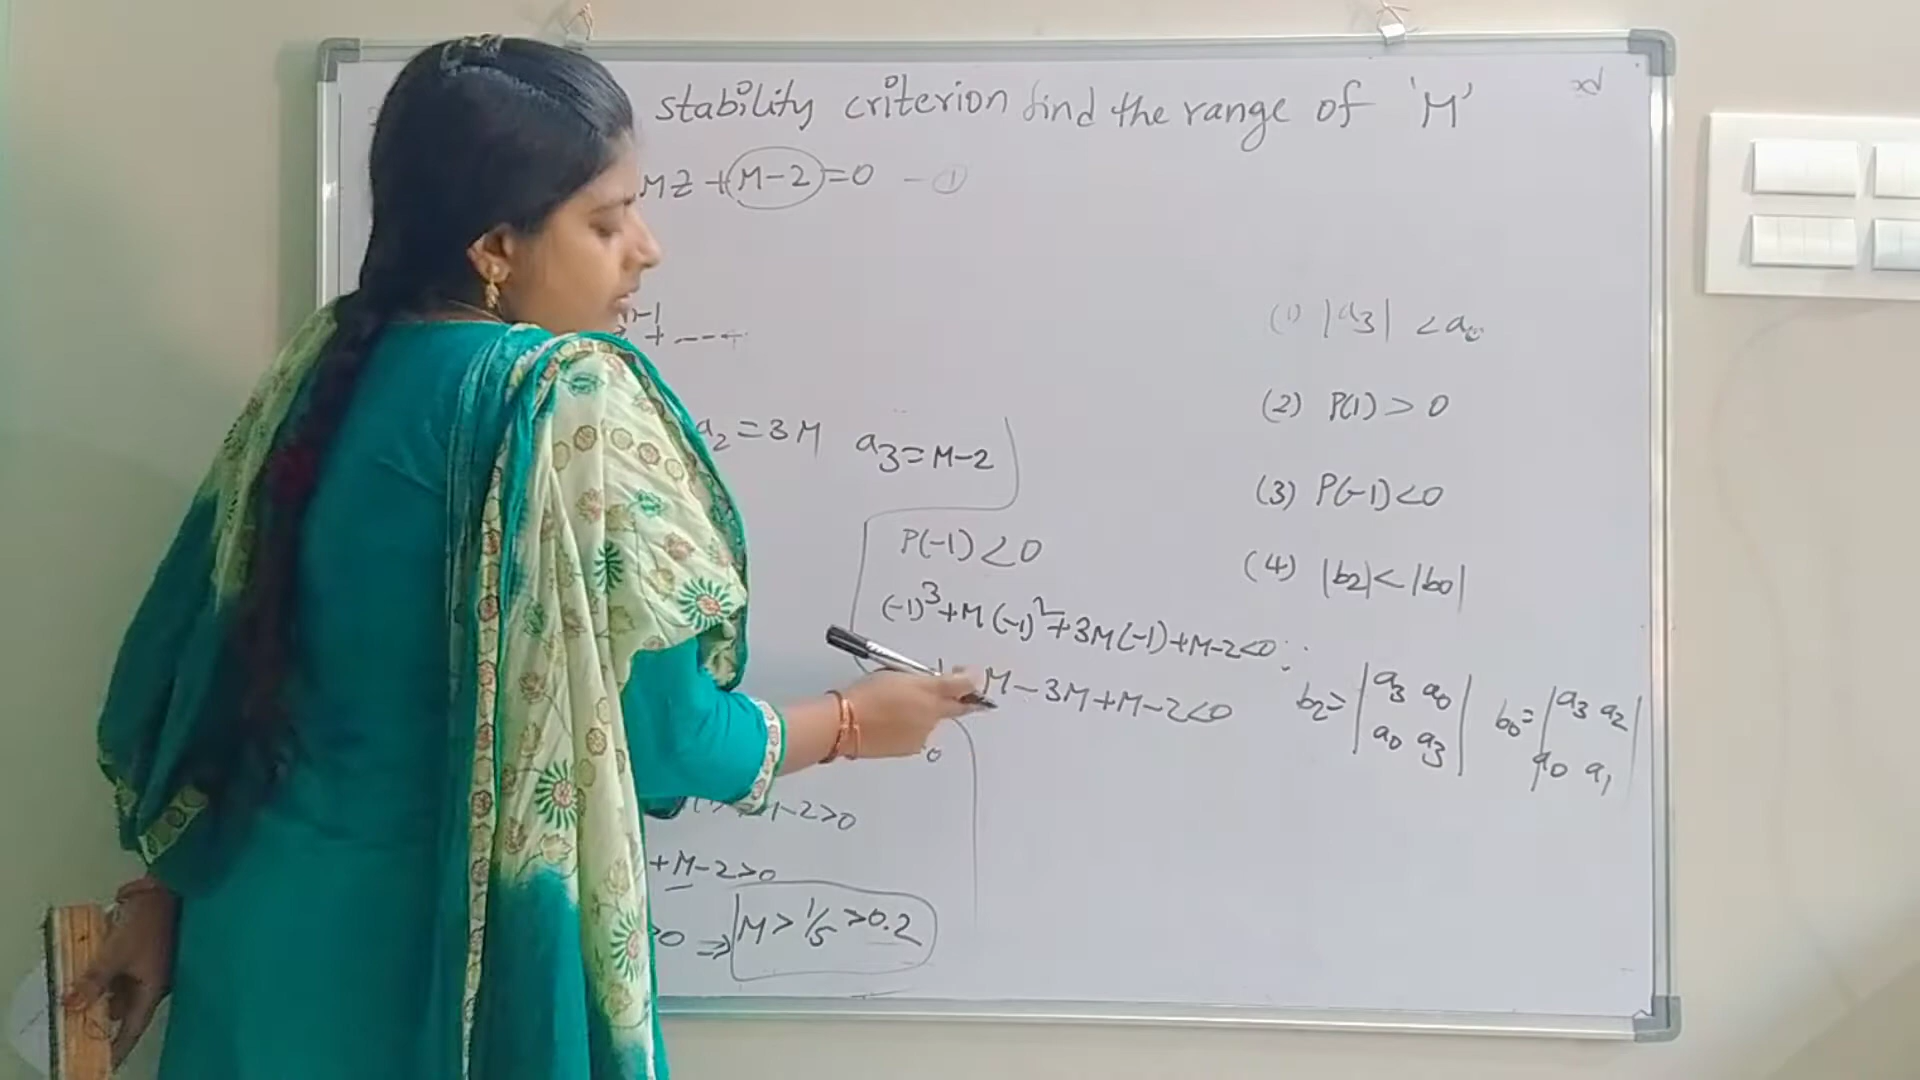 stability criterion find the range of 'M'
MZ + M-2 = 0 - ①
n-1
+ ---+
(1) |a3| < a0
(2) P(1) > 0
a2 = 3M a3 = M-2
(3) P(-1) < 0
P(-1) < 0
(4) |b2| < |b0|
(-1)^3 + M(-1)^2 + 3M(-1) + M-2 < 0
M - 3M + M - 2 < 0
b2 = |a3 a0
a0 a3|
b0 = |a3 a2
a0 a1|
-2 > 0
+ M - 2 > 0
>0 ⇒ M > 1/5 > 0.2